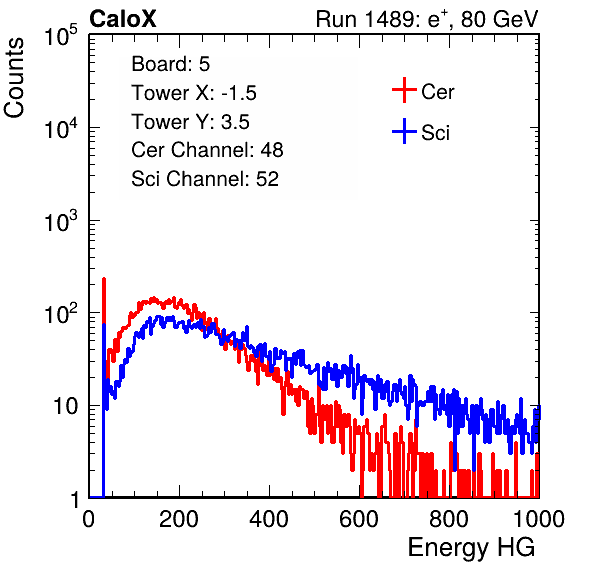 CaloX Run 1489: e⁺, 80 GeV
Counts
10⁵
10⁴
10³
10²
10
1
Board: 5
Tower X: -1.5
Tower Y: 3.5
Cer Channel: 48
Sci Channel: 52
Cer
Sci
0 200 400 600 800 1000
Energy HG